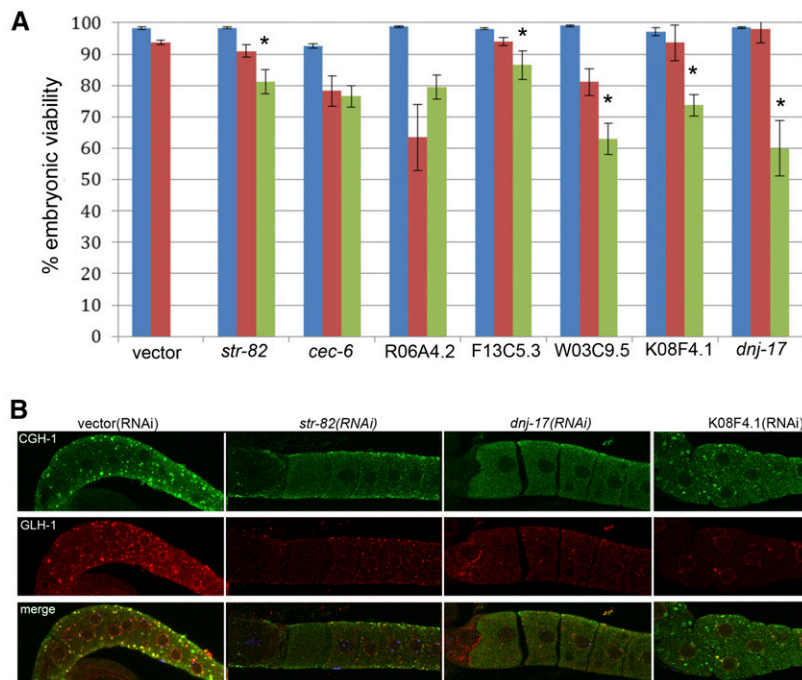 A
% embryonic viability
100
90
80
70
60
50
40
30
20
10
0
* * * * *
vector str-82 cec-6 R06A4.2 F13C5.3 W03C9.5 K08F4.1 dnj-17
B
vector(RNAi) str-82(RNAi) dnj-17(RNAi) K08F4.1(RNAi)
CGH-1
GLH-1
merge